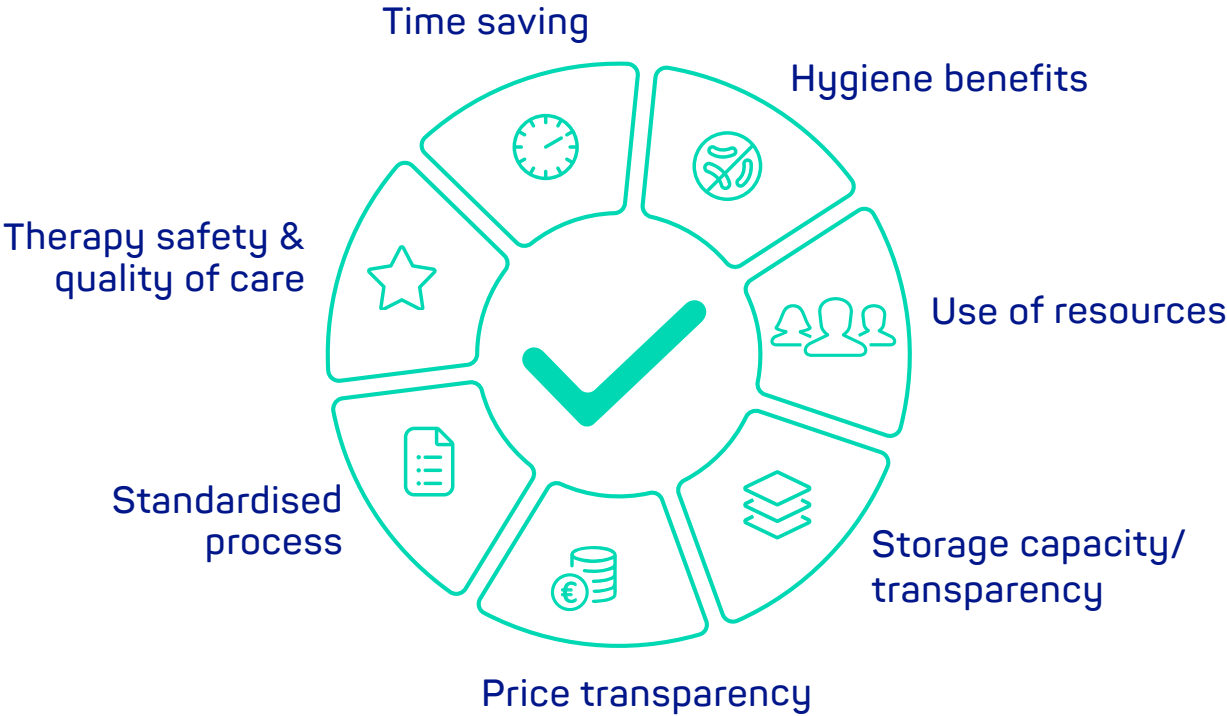 Time saving
Hygiene benefits
Use of resources
Storage capacity/
transparency
Price transparency
Standardised
process
Therapy safety &
quality of care
€